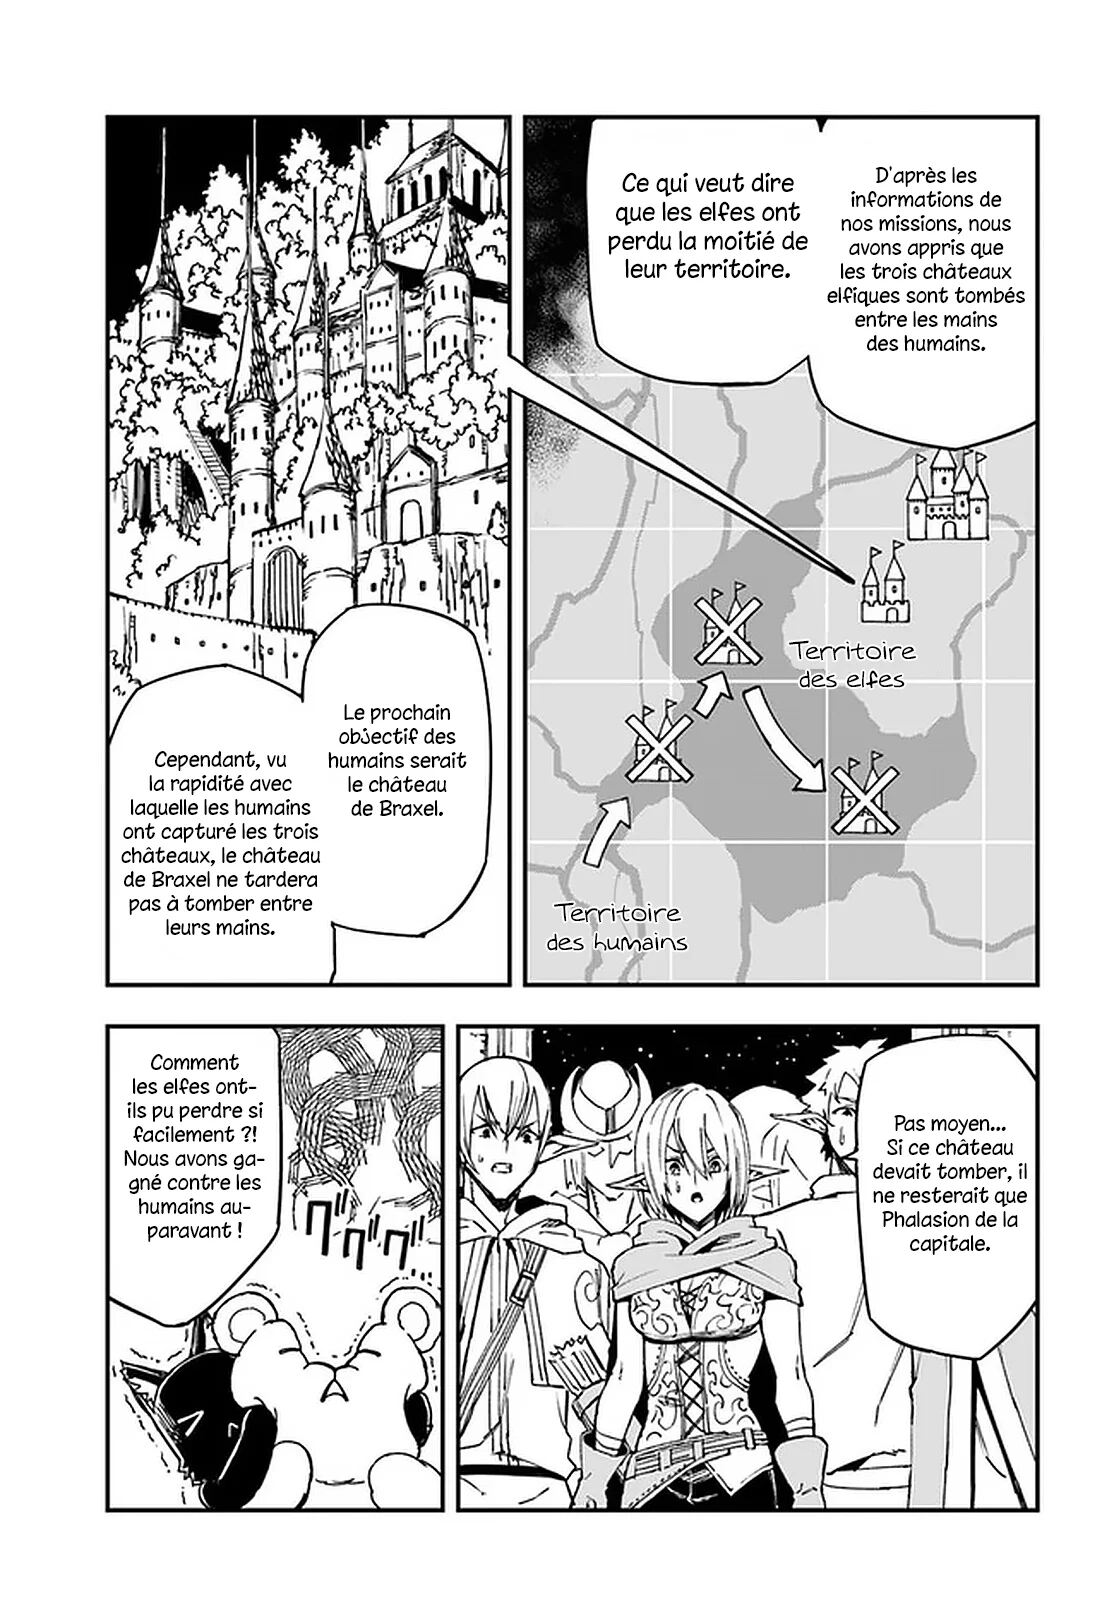 D'après les
informations de
nos missions, nous
avons appris que
les trois châteaux
elfiques sont tombés
entre les mains
des humains.
Ce qui veut dire
que les elfes ont
perdu la moitié de
leur territoire.
Territoire
des elfes
Territoire
des humains
Le prochain
objectif des
humains serait
le château
de Braxel.
Cependant, vu
la rapidité avec
laquelle les humains
ont capturé les trois
châteaux, le château
de Braxel ne tardera
pas à tomber entre
leurs mains.
Pas moyen...
Si ce château
devait tomber, il
ne resterait que
Phalasion de la
capitale.
Comment
les elfes ont-
ils pu perdre si
facilement ?!
Nous avons ga-
gné contre les
humains au-
paravant !
ググググ